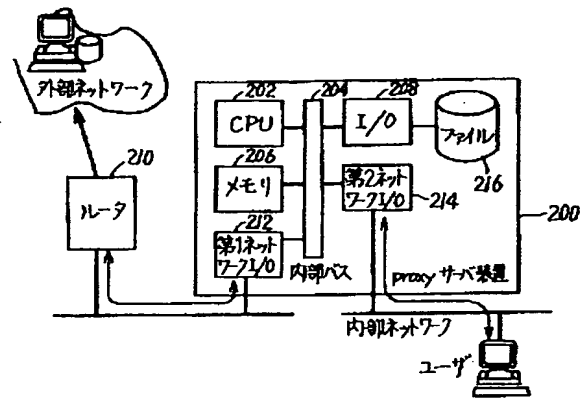 外部ネットワーク
210
ルータ
202
CPU
204
208
I/O
ファイル
216
206
メモリ
第2ネット
ワークI/O
214
212
第1ネット
ワークI/O
内部バス
proxyサーバ装置
200
内部ネットワーク
ユーザ